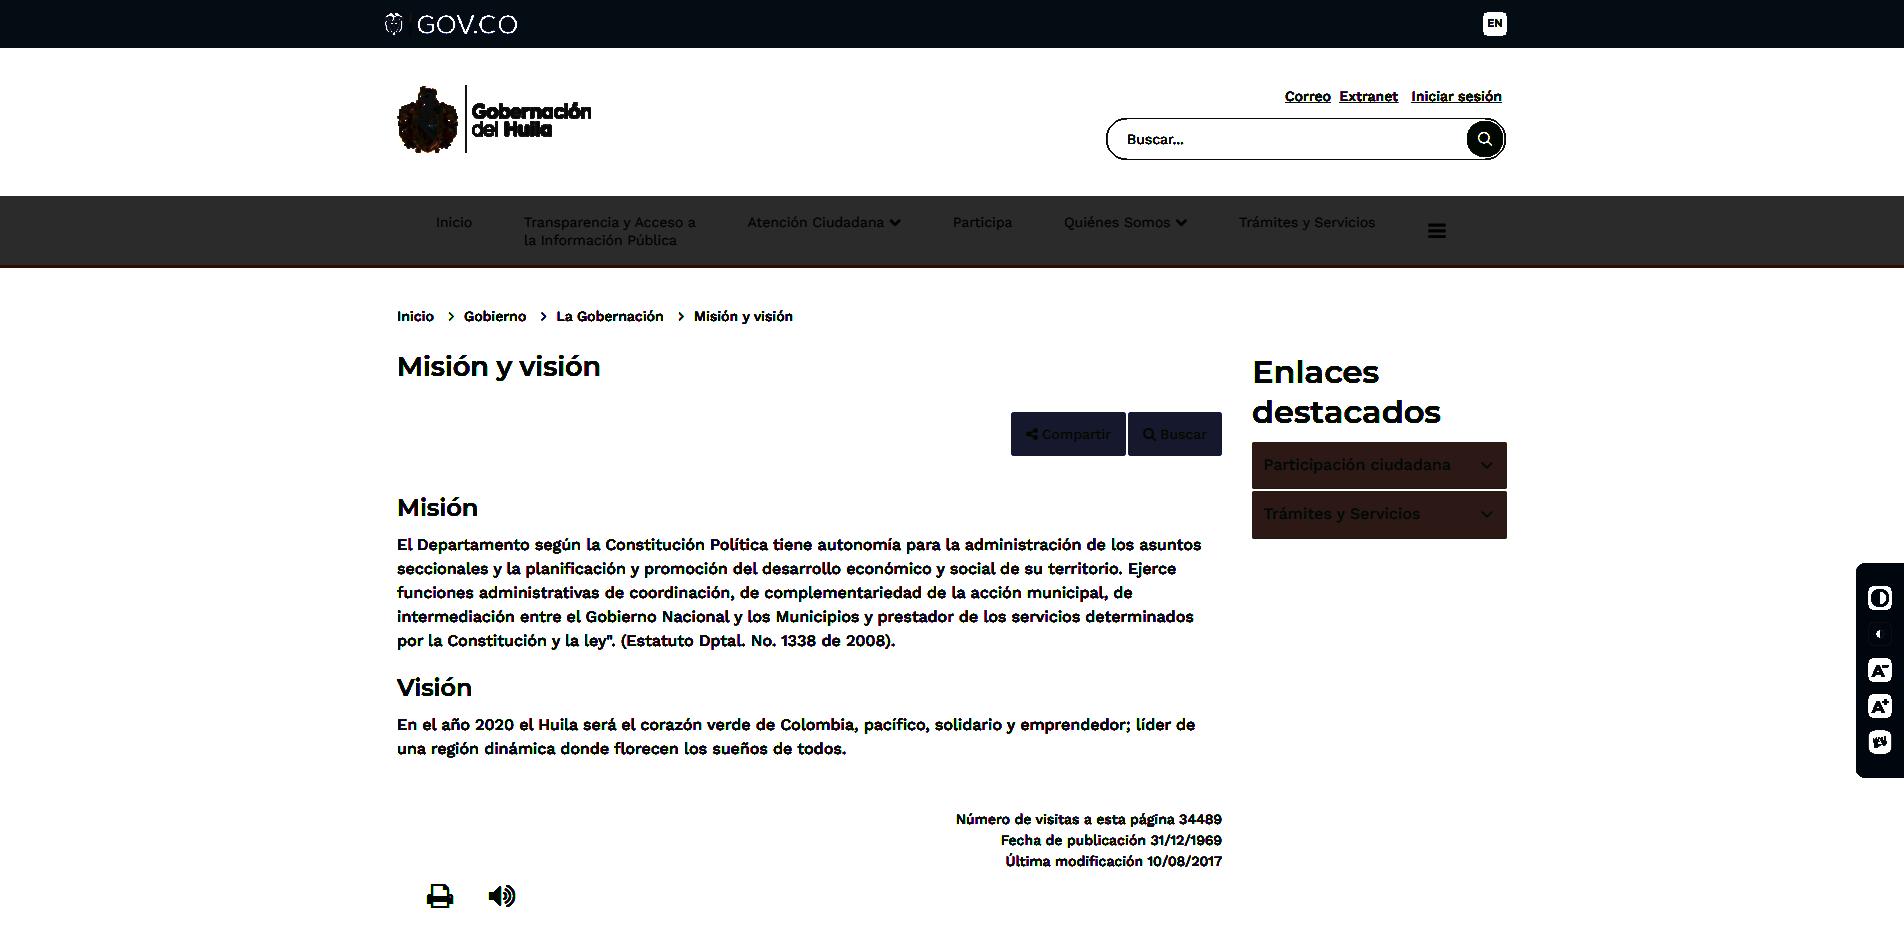 GOV.CO
EN
Gobernación
del Huila
Correo Extranet Iniciar sesión
Buscar...
Inicio
Transparencia y Acceso a
la Información Pública
Atención Ciudadana
Participa
Quiénes Somos
Trámites y Servicios
Inicio > Gobierno > La Gobernación > Misión y visión
Misión y visión
Compartir
Buscar
Enlaces
destacados
Participación ciudadana
Trámites y Servicios
Misión
El Departamento según la Constitución Política tiene autonomía para la administración de los asuntos
seccionales y la planificación y promoción del desarrollo económico y social de su territorio. Ejerce
funciones administrativas de coordinación, de complementariedad de la acción municipal, de
intermediación entre el Gobierno Nacional y los Municipios y prestador de los servicios determinados
por la Constitución y la ley". (Estatuto Dptal. No. 1338 de 2008).
Visión
En el año 2020 el Huila será el corazón verde de Colombia, pacífico, solidario y emprendedor; líder de
una región dinámica donde florecen los sueños de todos.
Número de visitas a esta página 34489
Fecha de publicación 31/12/1969
Última modificación 10/08/2017
A-
A+